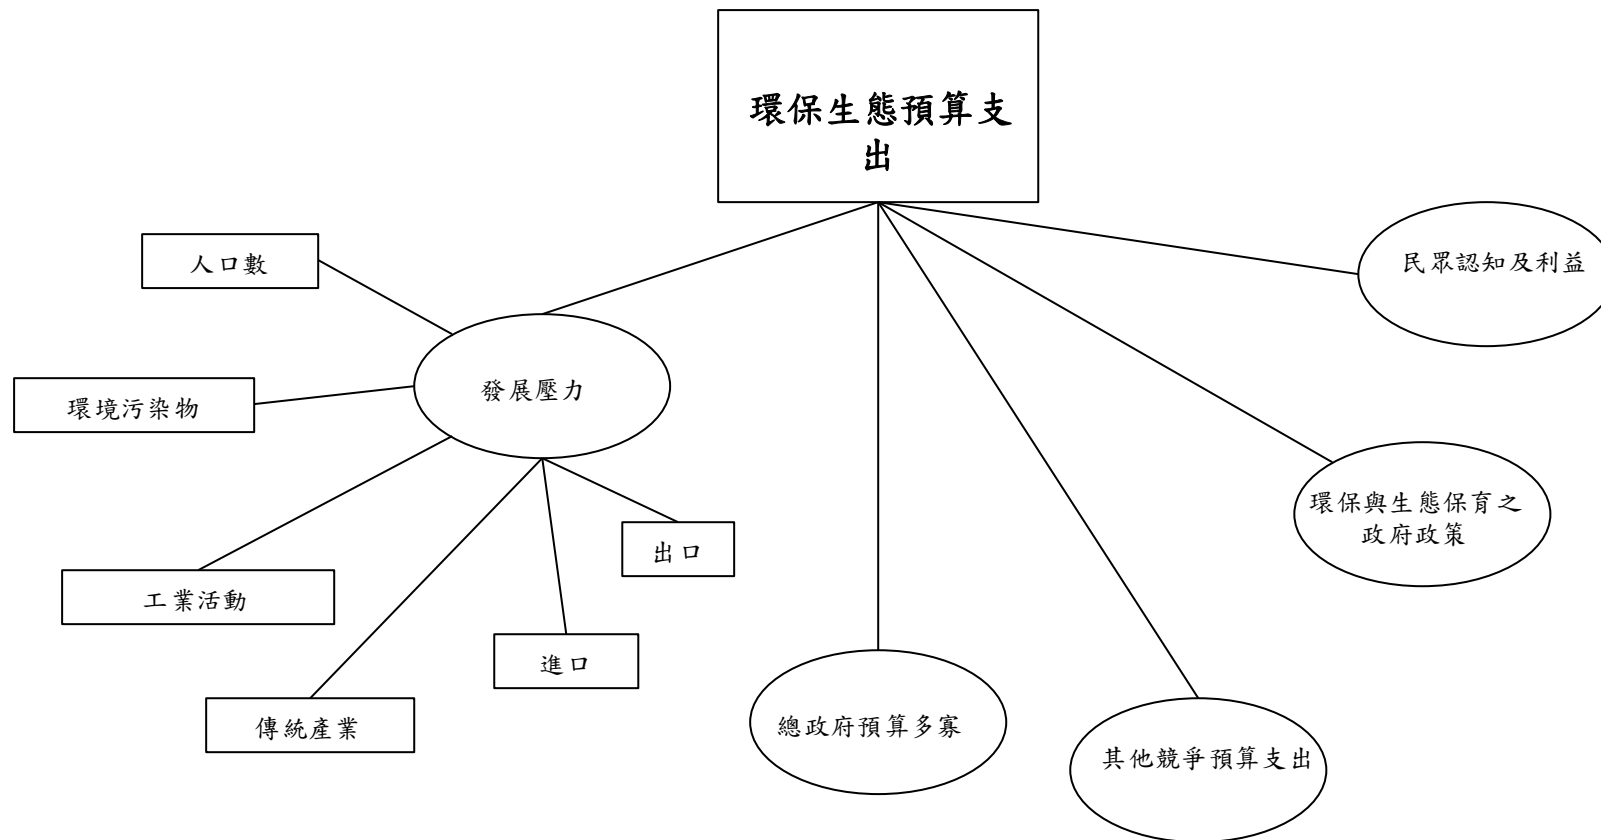 環保生態預算支
出
人口數
民眾認知及利益
發展壓力
環境污染物
環保與生態保育之
政府政策
出口
工業活動
進口
傳統產業
總政府預算多寡
其他競爭預算支出